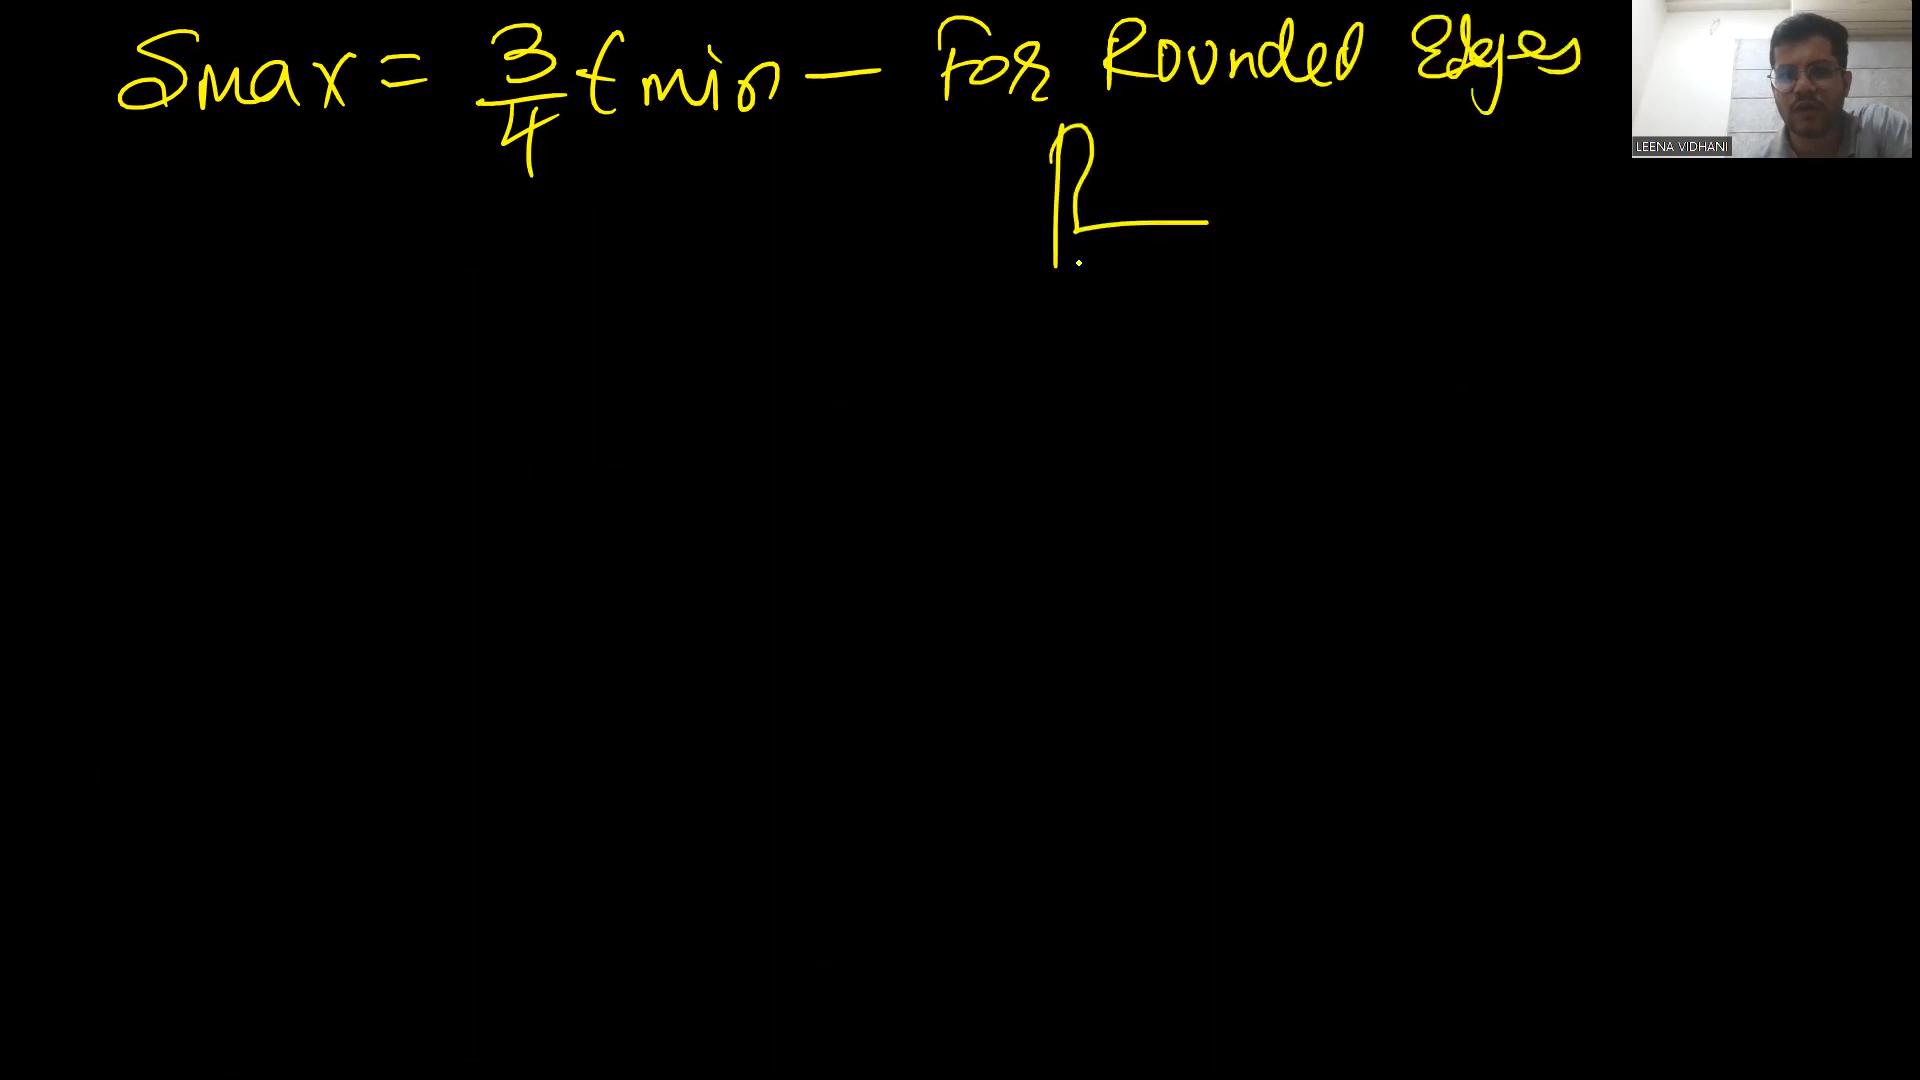 Smax = 3/4 tmin — For Rounded Edges
LEENA VIDHANI